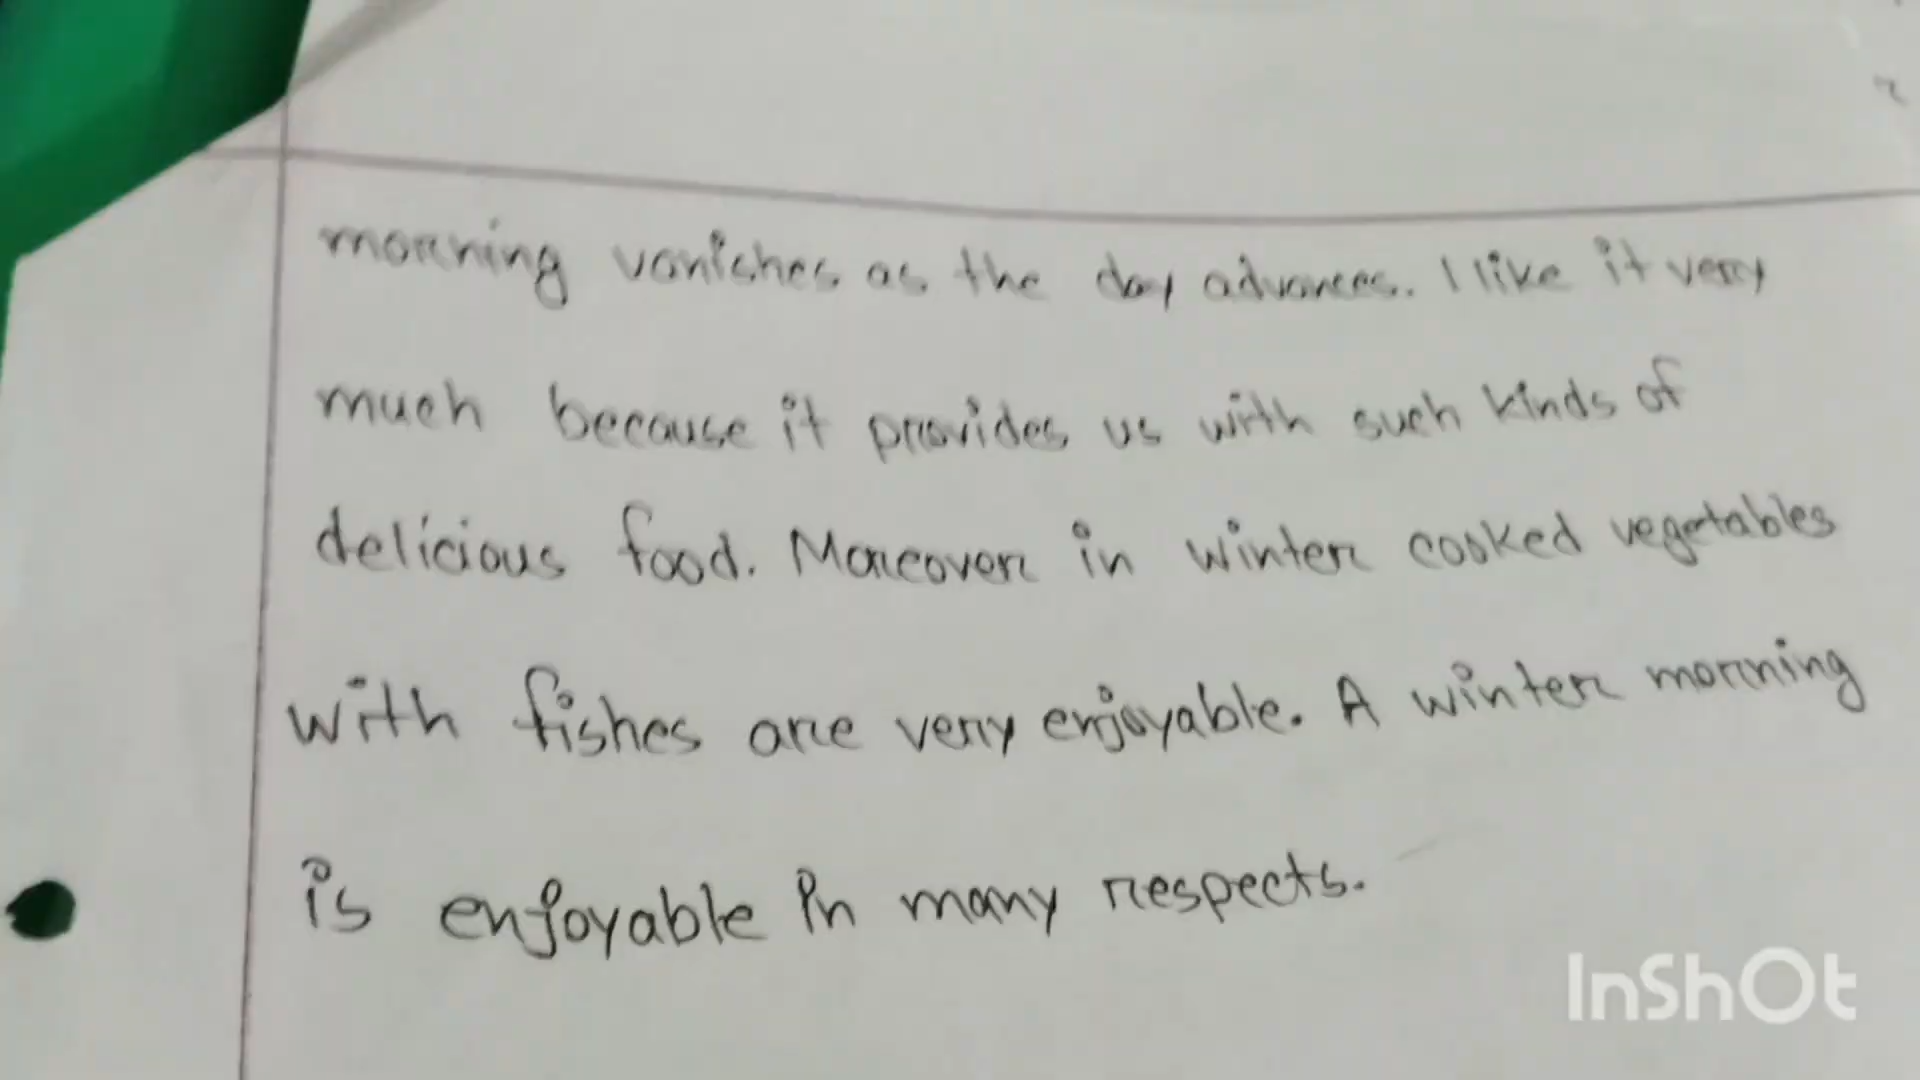 morning vanishes as the day advances. I like it very
much because it provides us with such kinds of
delicious food. Moreover in winter cooked vegetables
with fishes are very enjoyable. A winter morning
is enjoyable in many respects.
InShOt